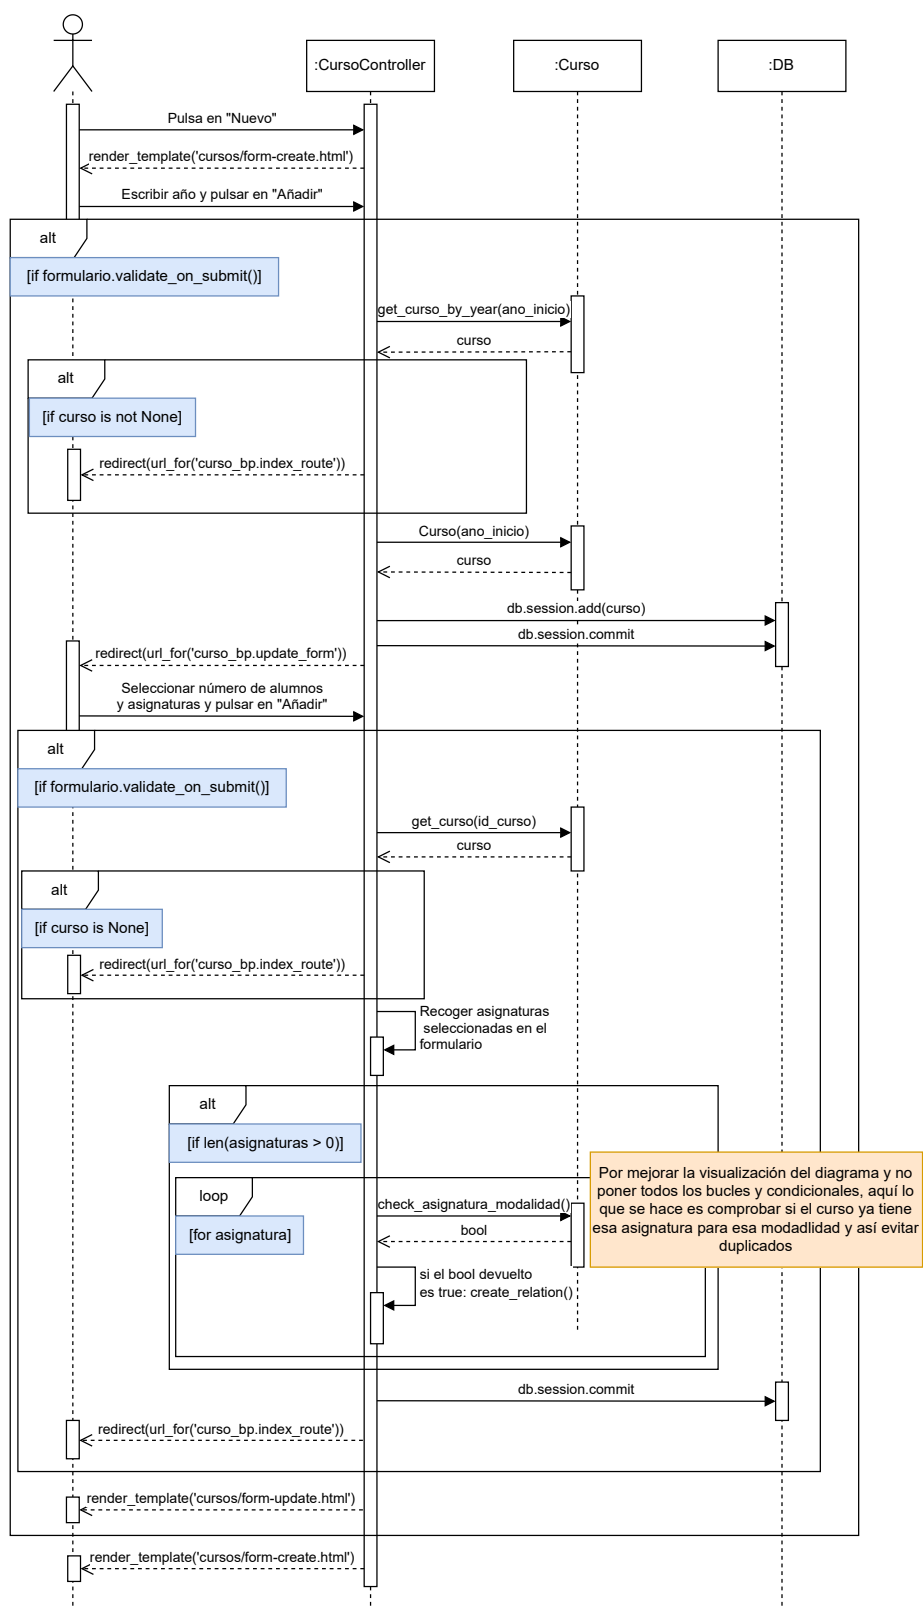 :CursoController
:Curso
:DB
Pulsa en "Nuevo"
render_template('cursos/form-create.html')
Escribir año y pulsar en "Añadir"
alt
[if formulario.validate_on_submit()]
get_curso_by_year(ano_inicio)
curso
alt
[if curso is not None]
redirect(url_for('curso_bp.index_route'))
Curso(ano_inicio)
curso
db.session.add(curso)
db.session.commit
redirect(url_for('curso_bp.update_form'))
Seleccionar número de alumnos
y asignaturas y pulsar en "Añadir"
alt
[if formulario.validate_on_submit()]
get_curso(id_curso)
curso
alt
[if curso is None]
redirect(url_for('curso_bp.index_route'))
Recoger asignaturas
seleccionadas en el
formulario
alt
[if len(asignaturas > 0)]
Por mejorar la visualización del diagrama y no
poner todos los bucles y condicionales, aquí lo
que se hace es comprobar si el curso ya tiene
esa asignatura para esa modadlidad y así evitar
duplicados
loop
[for asignatura]
check_asignatura_modalidad()
bool
si el bool devuelto
es true: create_relation()
db.session.commit
redirect(url_for('curso_bp.index_route'))
render_template('cursos/form-update.html')
render_template('cursos/form-create.html')